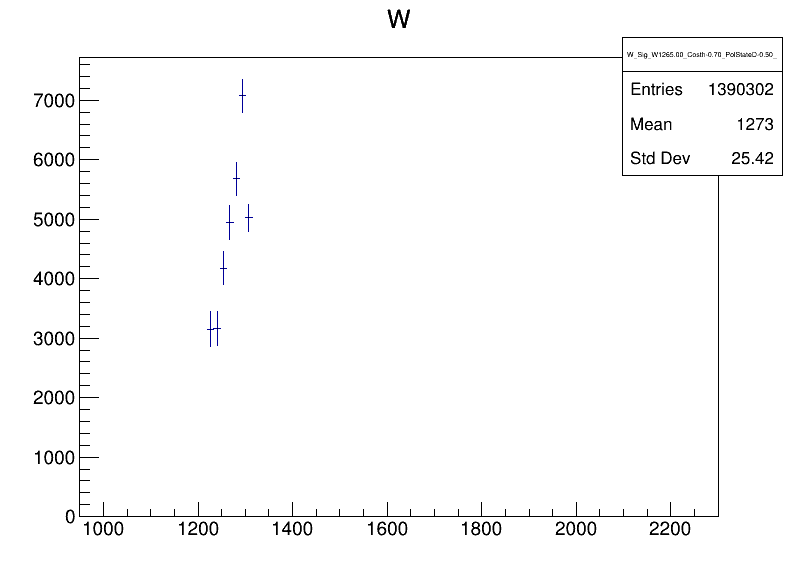 W
W_Sig_W1265.00_Costh-0.70_PolStateD-0.50_
Entries 1390302
Mean 1273
Std Dev 25.42
7000
6000
5000
4000
3000
2000
1000
0
1000 1200 1400 1600 1800 2000 2200